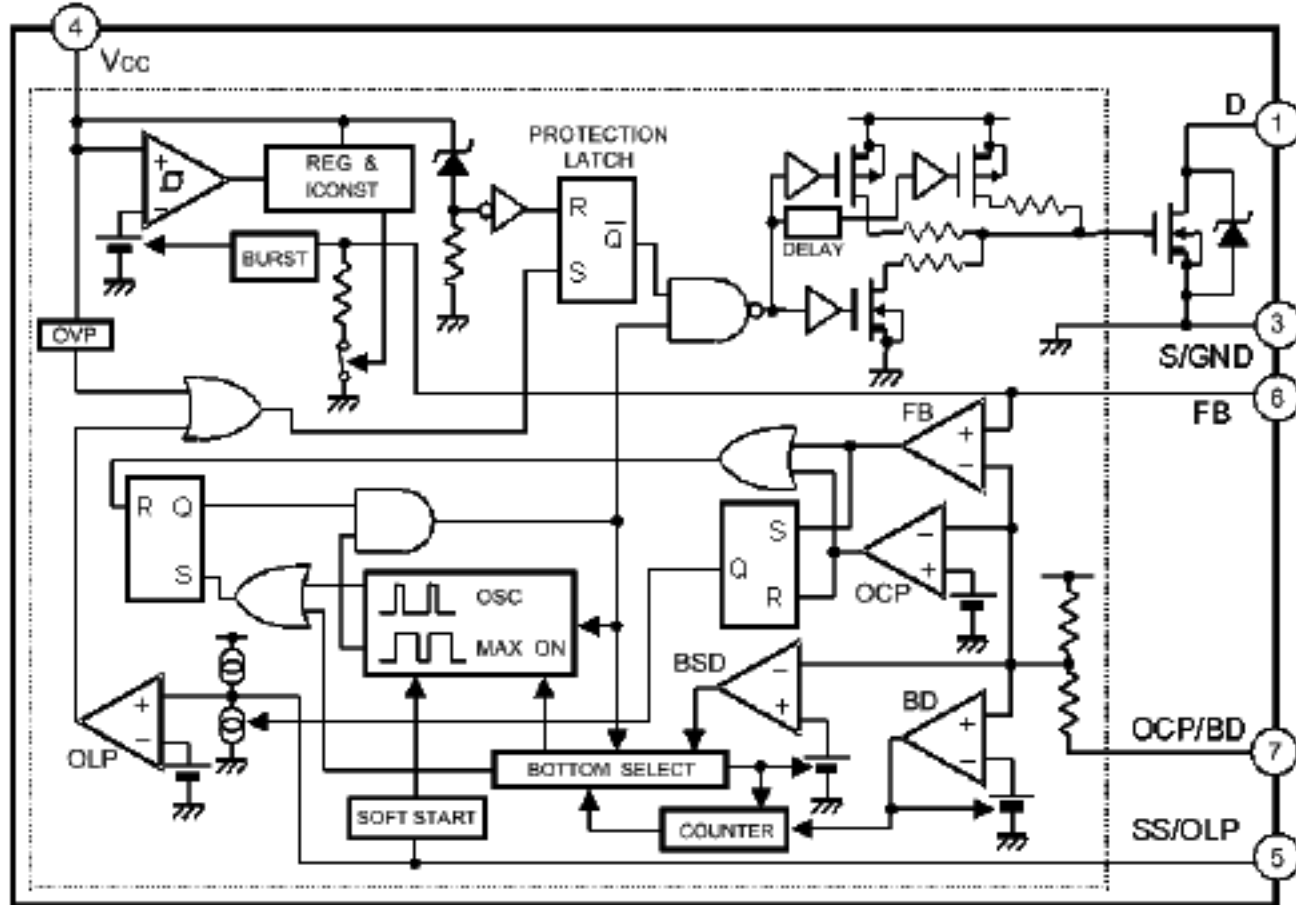 4
Vcc
D
1
PROTECTION
LATCH
REG &
ICONST
+
−
R
Q
S
DELAY
BURST
3
S/GND
OVP
6
FB
FB
+
−
R
Q
S
S
Q
R
−
+
OCP
OSC
MAX ON
BSD
−
+
BD
+
−
OCP/BD
7
+
−
OLP
BOTTOM SELECT
SOFT START
COUNTER
SS/OLP
5